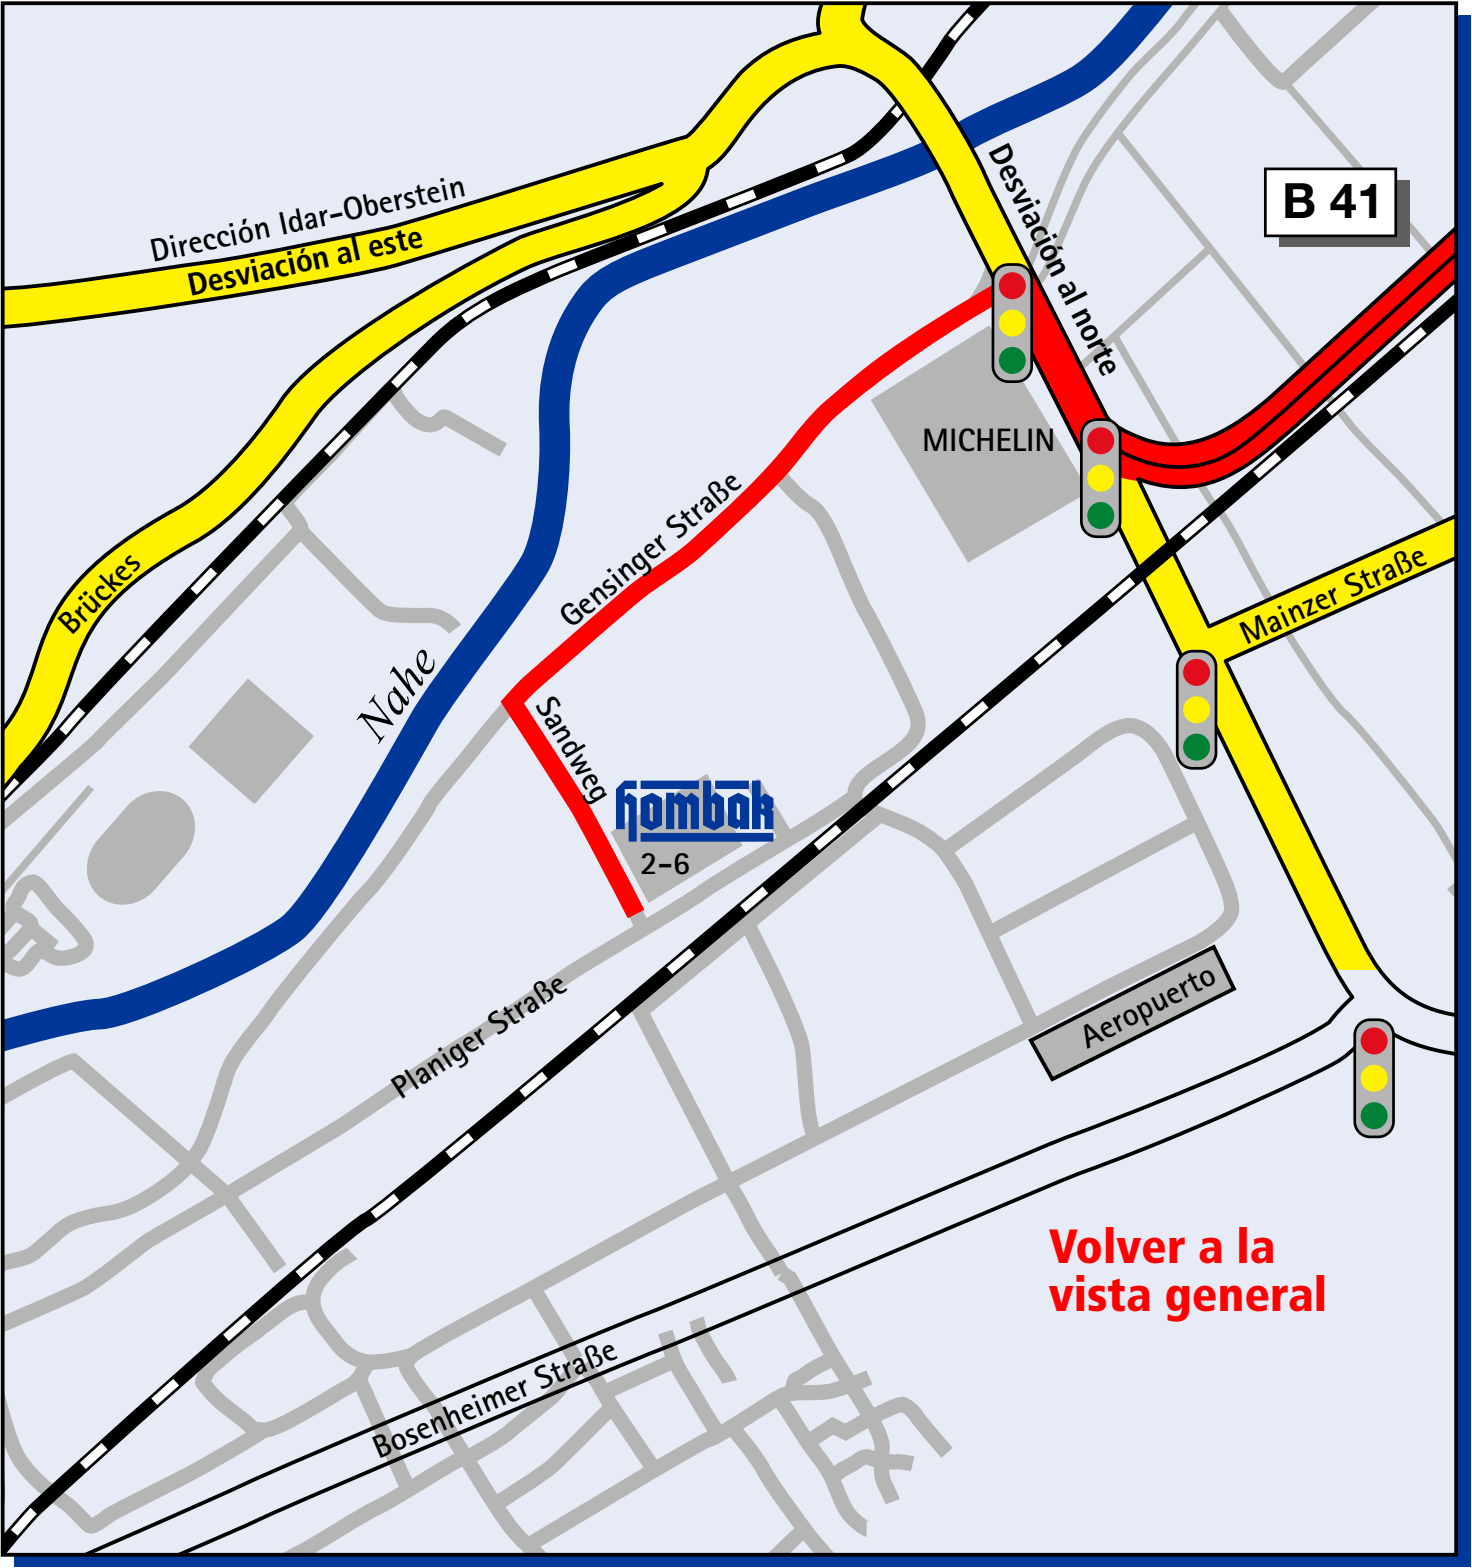 Dirección Idar-Oberstein
Desviación al este
Desviación al norte
B 41
MICHELIN
Gensinger Straße
Brückes
Mainzer Straße
Nahe
Sandweg
hombak
2-6
Planiger Straße
Aeropuerto
Volver a la
vista general
Bosenheimer Straße